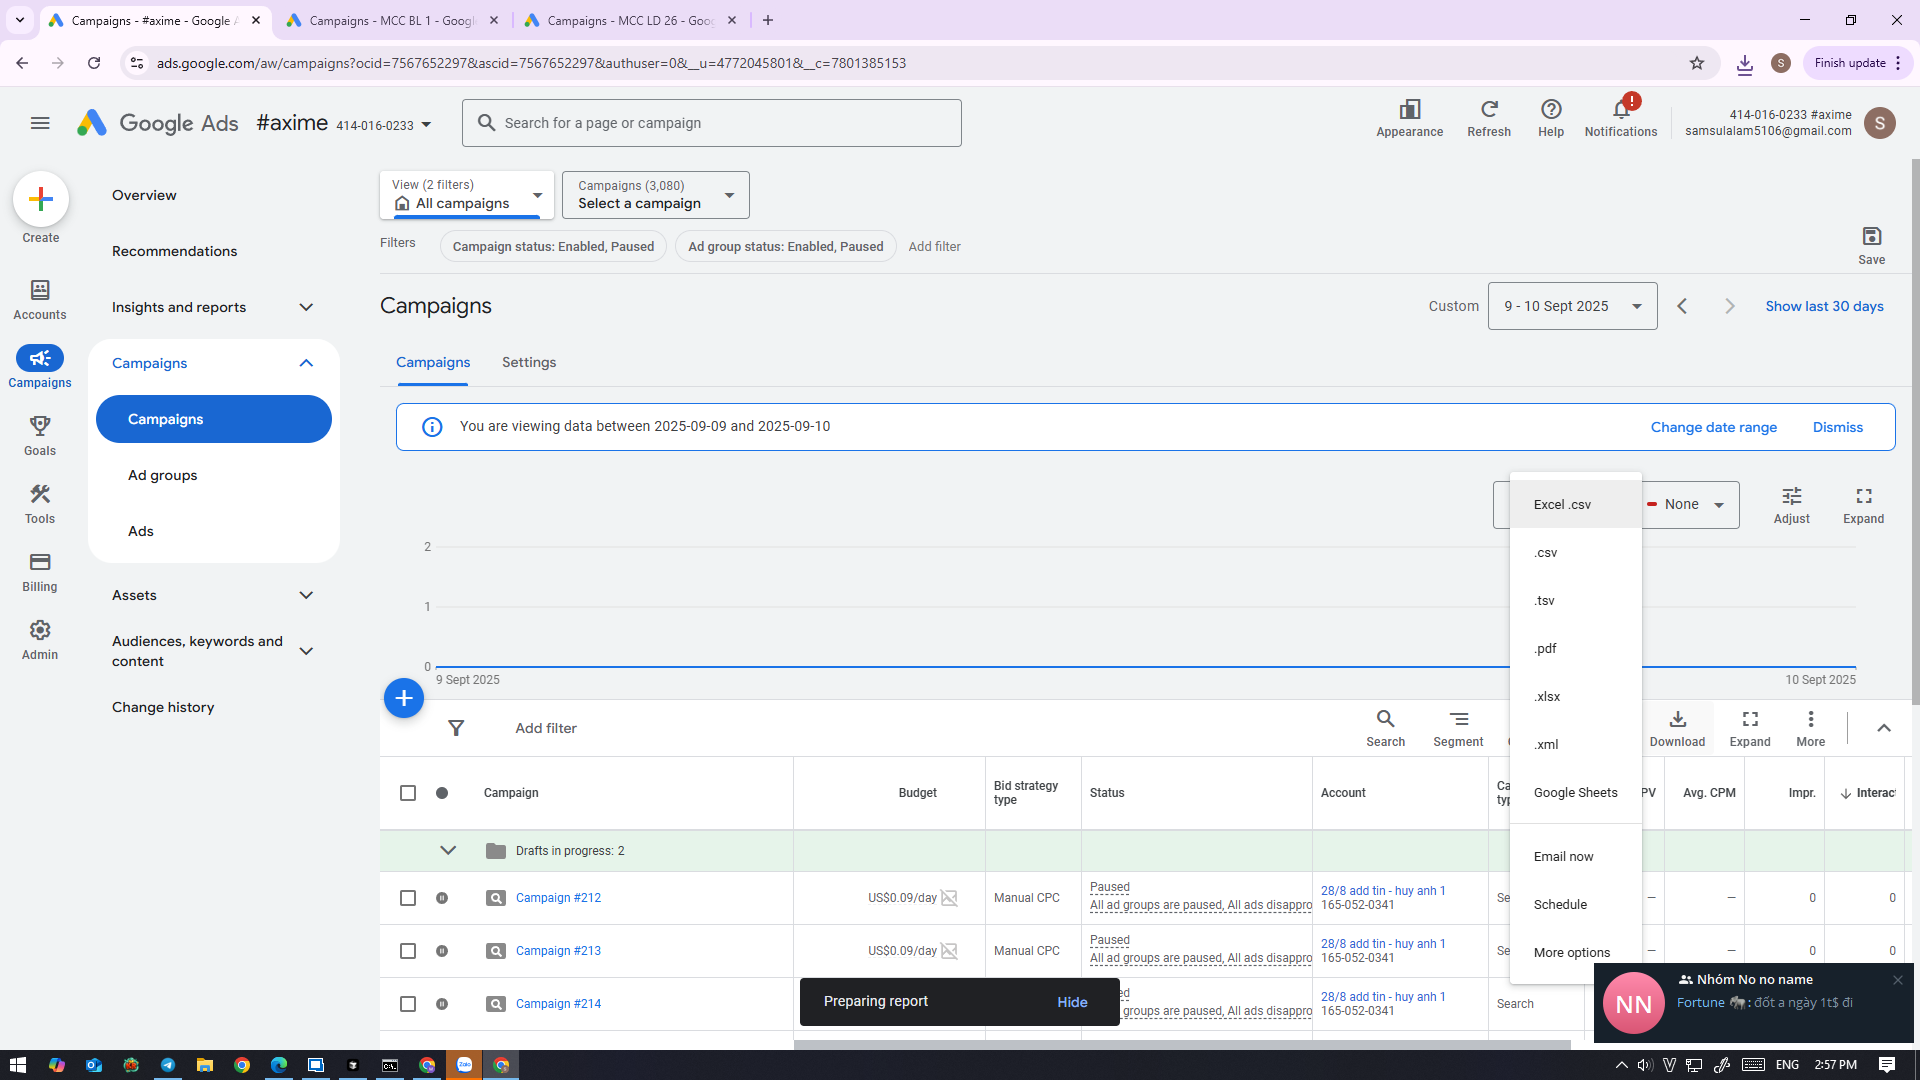 Campaigns - #axime - Google A
Campaigns - MCC BL 1 - Googl
Campaigns - MCC LD 26 - Goo
ads.google.com/aw/campaigns?ocid=7567652297&ascid=7567652297&authuser=0&__u=4772045801&__c=7801385153
S
Finish update
Google Ads
#axime 414-016-0233
Search for a page or campaign
Appearance
Refresh
Help
!
Notifications
414-016-0233 #axime
samsulalam5106@gmail.com
S
Create
Accounts
Campaigns
Goals
Tools
Billing
Admin
Overview
Recommendations
Insights and reports
Campaigns
Campaigns
Ad groups
Ads
Assets
Audiences, keywords and
content
Change history
View (2 filters)
All campaigns
Campaigns (3,080)
Select a campaign
Filters
Campaign status: Enabled, Paused
Ad group status: Enabled, Paused
Add filter
Save
Campaigns
Custom
9 - 10 Sept 2025
Show last 30 days
Campaigns
Settings
You are viewing data between 2025-09-09 and 2025-09-10
Change date range
Dismiss
None
Adjust
Expand
2
1
0
9 Sept 2025
10 Sept 2025
Excel .csv
.csv
.tsv
.pdf
.xlsx
.xml
Google Sheets
Email now
Schedule
More options
Add filter
Search
Segment
Download
Expand
More
Campaign
Budget
Bid strategy
type
Status
Account
Ca
typ
PV
Avg. CPM
Impr.
Interac
Drafts in progress: 2
Campaign #212
US$0.09/day
Manual CPC
Paused
All ad groups are paused, All ads disappro
28/8 add tin - huy anh 1
165-052-0341
Se
—
—
0
0
Campaign #213
US$0.09/day
Manual CPC
Paused
All ad groups are paused, All ads disappro
28/8 add tin - huy anh 1
165-052-0341
Se
—
—
0
0
Campaign #214
ed
groups are paused, All ads disappro
28/8 add tin - huy anh 1
165-052-0341
Search
Preparing report
Hide
NN
Nhóm No no name
Fortune 🐘: đốt a ngày 1t$ đi
Zalo
ENG
2:57 PM